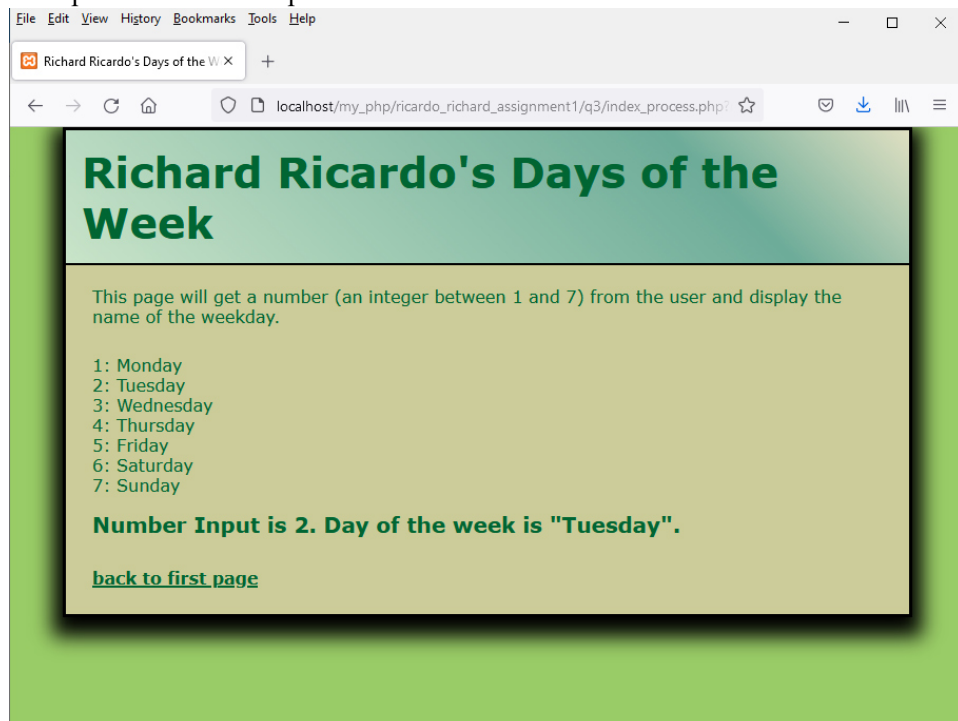 File Edit View History Bookmarks Tools Help
Richard Ricardo's Days of the W
localhost/my_php/ricardo_richard_assignment1/q3/index_process.php?
Richard Ricardo's Days of the
Week
This page will get a number (an integer between 1 and 7) from the user and display the
name of the weekday.
1: Monday
2: Tuesday
3: Wednesday
4: Thursday
5: Friday
6: Saturday
7: Sunday
Number Input is 2. Day of the week is "Tuesday".
back to first page